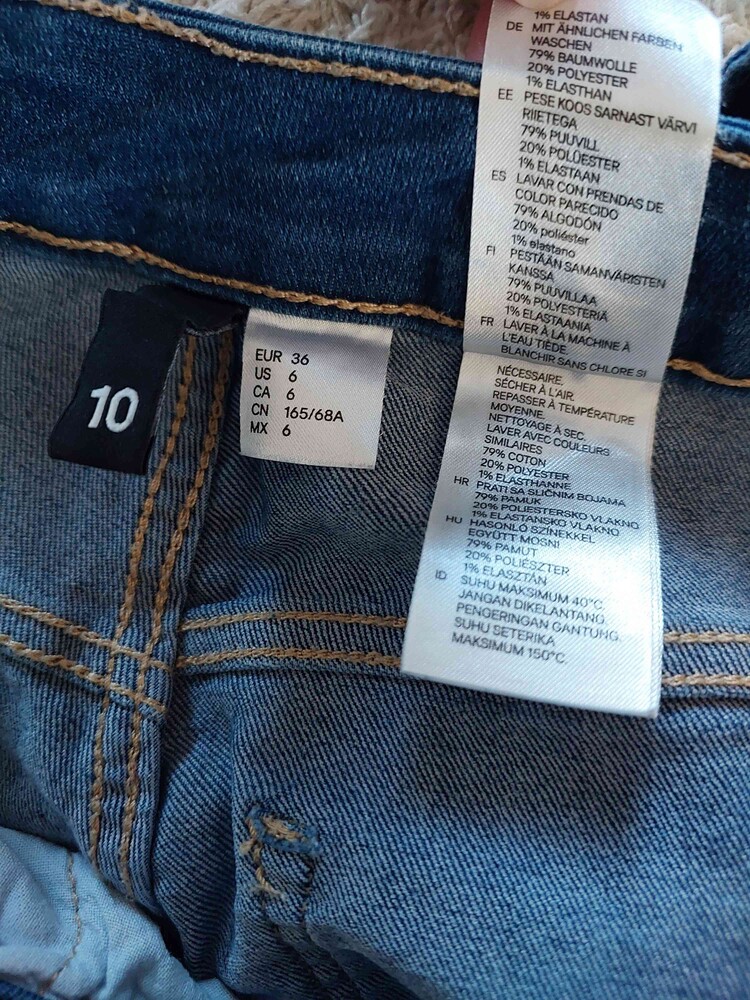 10
EUR 36
US 6
CA 6
CN 165/68A
MX 6
1% ELASTAN
DE MIT ÄHNLICHEN FARBEN
WASCHEN
79% BAUMWOLLE
20% POLYESTER
1% ELASTHAN
EE PESE KOOS SARNAST VÄRVI
RIIETEGA
79% PUUVILL
20% POLÜESTER
1% ELASTAAN
ES LAVAR CON PRENDAS DE
COLOR PARECIDO
79% ALGODÓN
20% poliéster
1% elastano
FI PESTÄÄN SAMANVÄRISTEN
KANSSA
79% PUUVILLAA
20% POLYESTERIÄ
1% ELASTAANIA
FR LAVER À LA MACHINE À
L'EAU TIÈDE.
BLANCHIR SANS CHLORE SI
NÉCESSAIRE.
SÉCHER À L'AIR.
REPASSER À TEMPÉRATURE
MOYENNE.
NETTOYAGE À SEC.
LAVER AVEC COULEURS
SIMILAIRES
79% COTON
20% POLYESTER
1% ÉLASTHANNE
HR PRATI SA SLIČNIM BOJAMA
79% PAMUK
20% POLIESTERSKO VLAKNO
1% ELASTANSKO VLAKNO
HU HASONLÓ SZÍNEKKEL
EGYÜTT MOSNI
79% PAMUT
20% POLIÉSZTER
1% ELASZTÁN
ID SUHU MAKSIMUM 40°C.
JANGAN DIKELANTANG.
PENGERINGAN GANTUNG.
SUHU SETERIKA
MAKSIMUM 150°C.